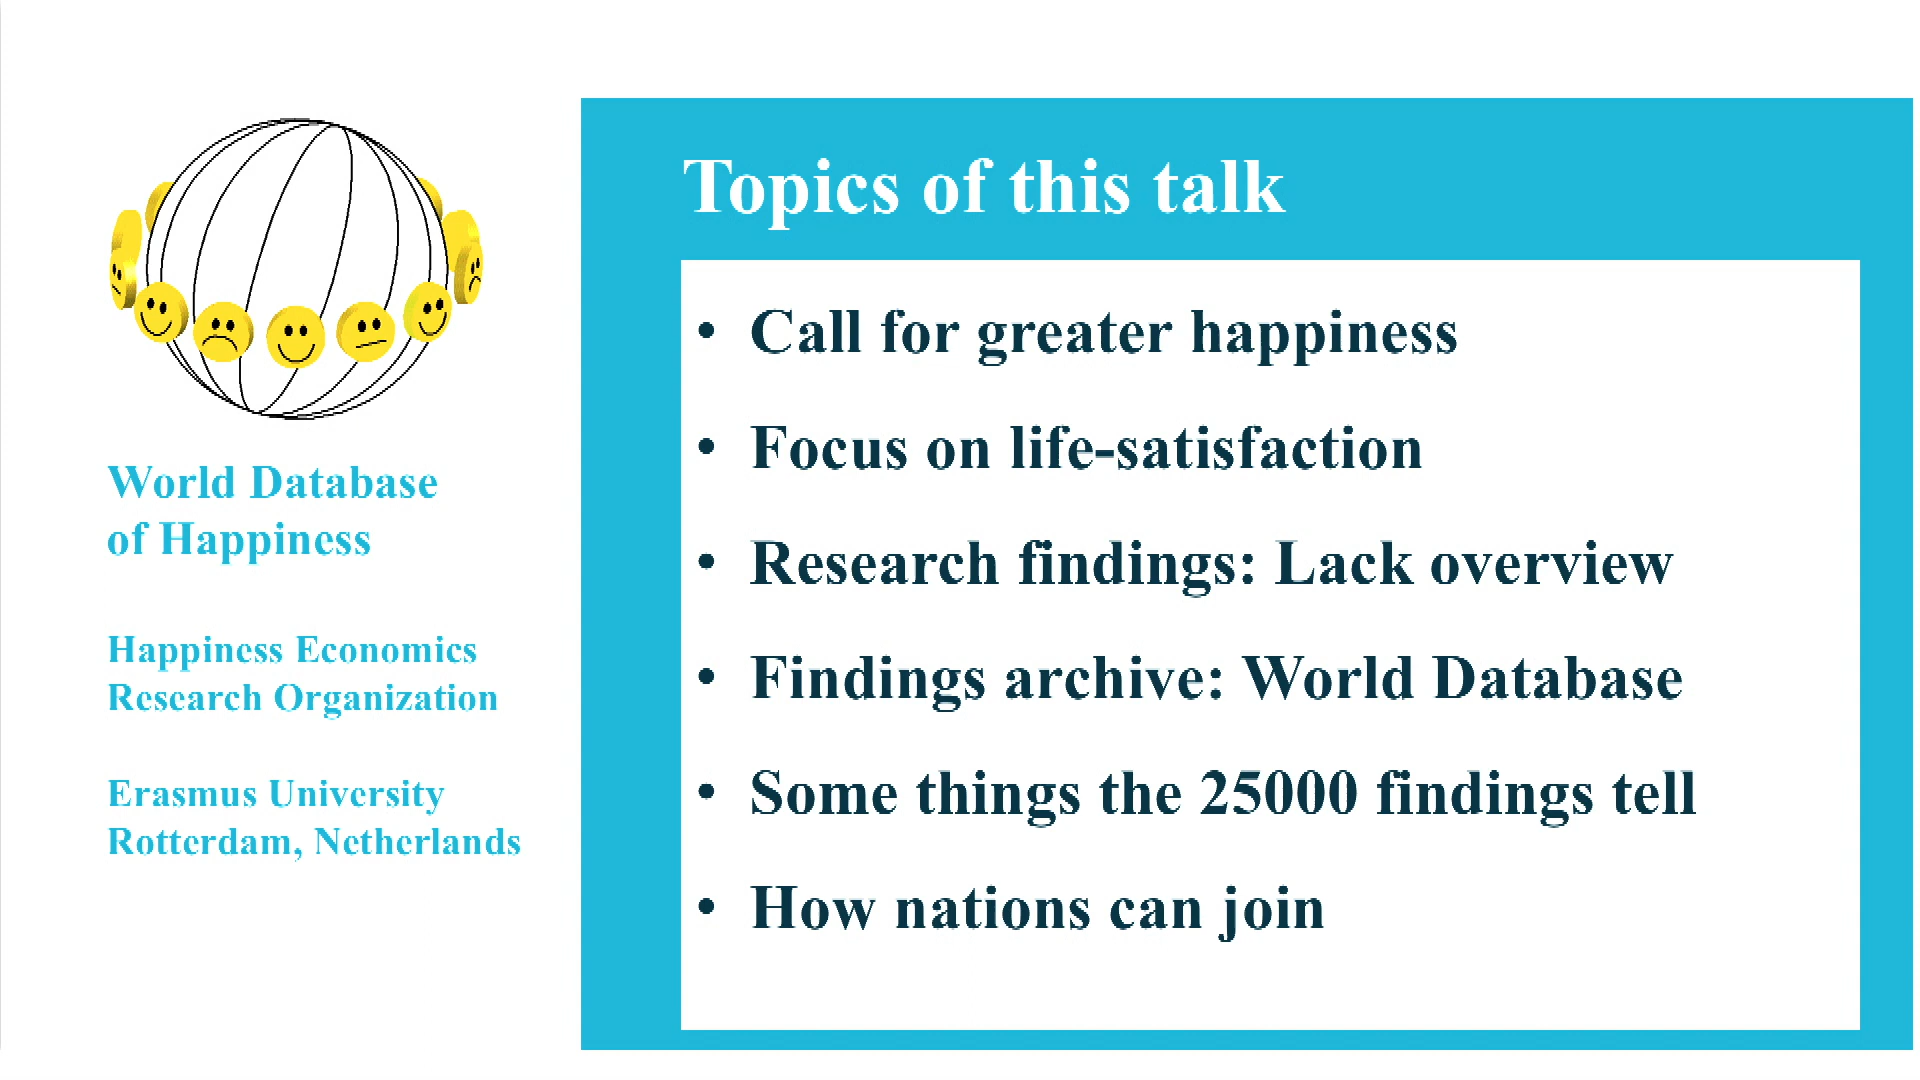 World Database
of Happiness
Happiness Economics
Research Organization
Erasmus University
Rotterdam, Netherlands
Topics of this talk
• Call for greater happiness
• Focus on life-satisfaction
• Research findings: Lack overview
• Findings archive: World Database
• Some things the 25000 findings tell
• How nations can join